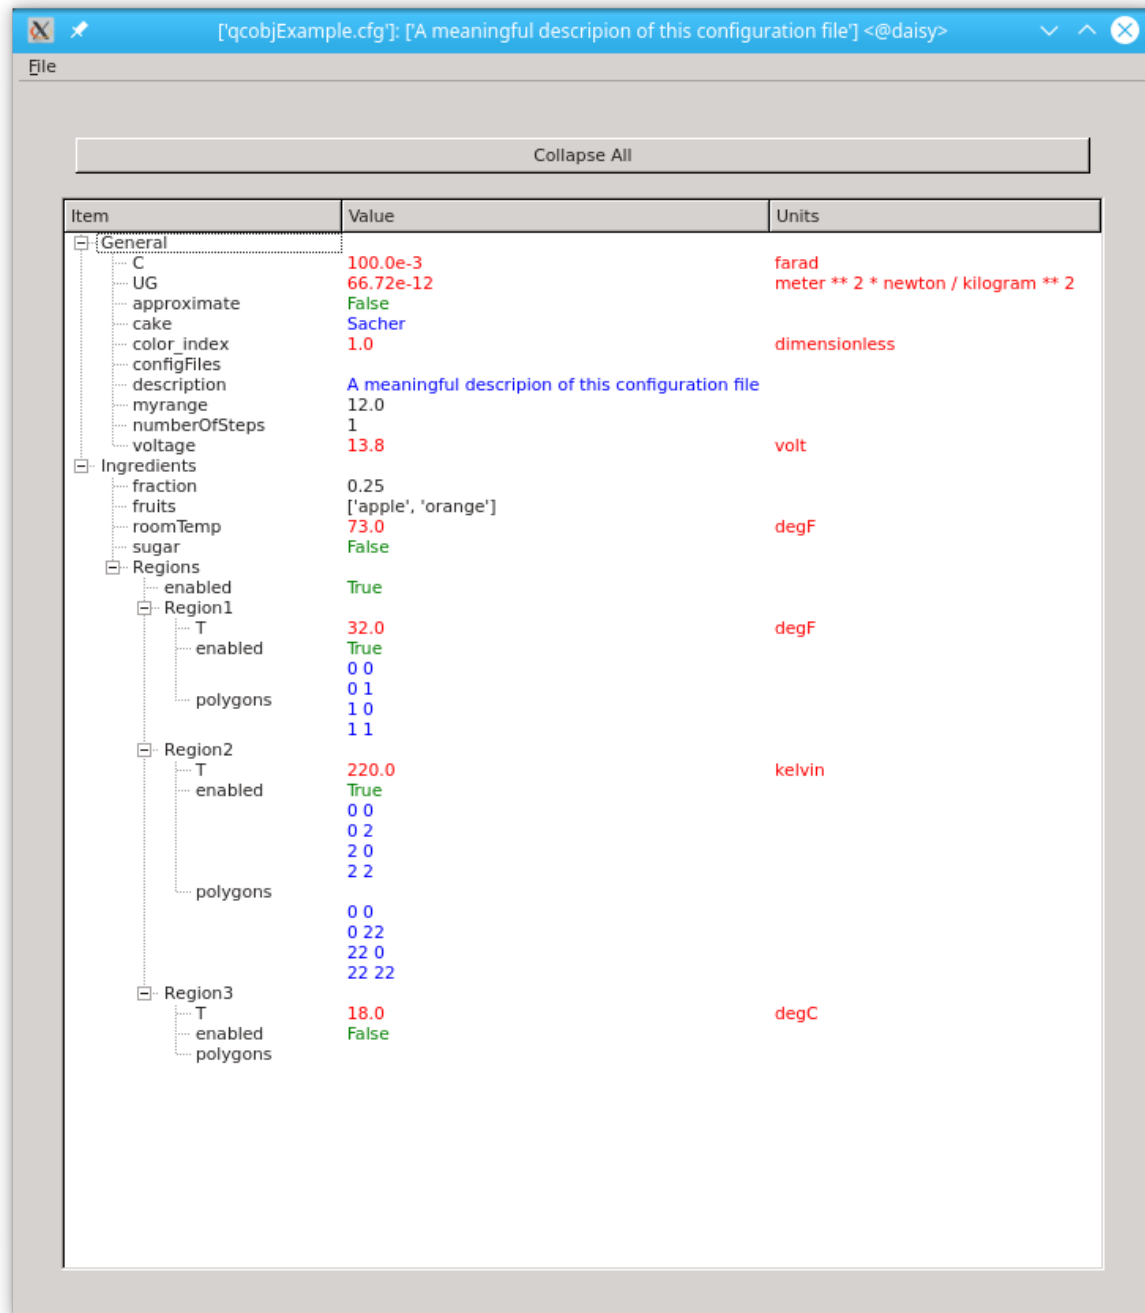 ['qcobjExample.cfg']: ['A meaningful descripion of this configuration file'] <@daisy>
File
Collapse All
Item Value Units
General
C 100.0e-3 farad
UG 66.72e-12 meter ** 2 * newton / kilogram ** 2
approximate False
cake Sacher
color_index 1.0 dimensionless
configFiles
description A meaningful descripion of this configuration file
myrange 12.0
numberOfSteps 1
voltage 13.8 volt
Ingredients
fraction 0.25
fruits ['apple', 'orange']
roomTemp 73.0 degF
sugar False
Regions
enabled True
Region1
T 32.0 degF
enabled True
0 0
0 1
polygons
1 0
1 1
Region2
T 220.0 kelvin
enabled True
0 0
0 2
2 0
2 2
polygons
0 0
0 22
22 0
22 22
Region3
T 18.0 degC
enabled False
polygons